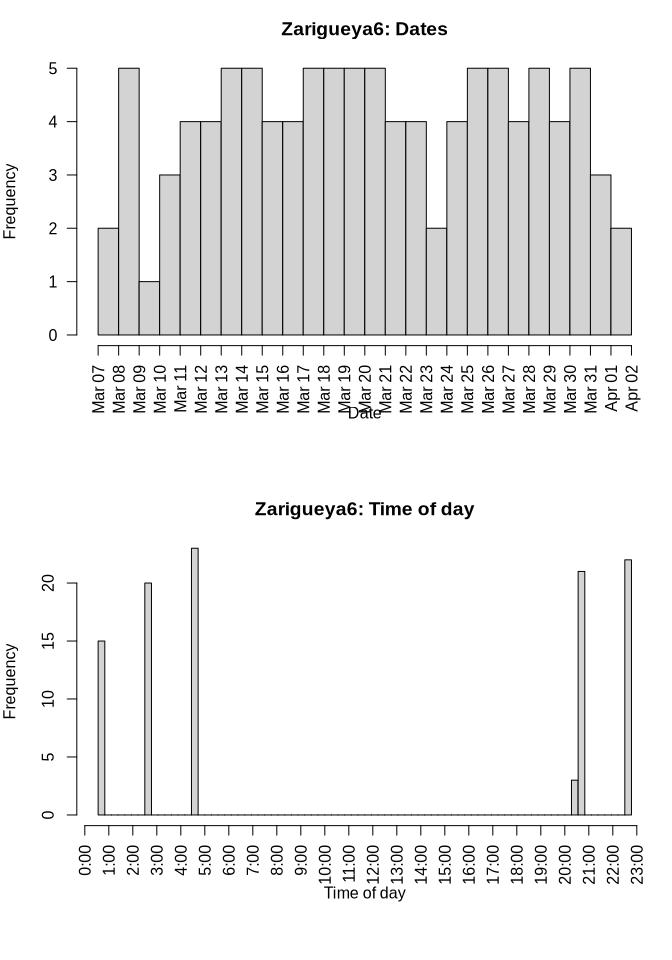 Zarigueya6: Dates
Frequency
5
4
3
2
1
0
Mar 07 Mar 08 Mar 09 Mar 10 Mar 11 Mar 12 Mar 13 Mar 14 Mar 15 Mar 16 Mar 17 Mar 18 Mar 19 Mar 20 Mar 21 Mar 22 Mar 23 Mar 24 Mar 25 Mar 26 Mar 27 Mar 28 Mar 29 Mar 30 Mar 31 Apr 01 Apr 02
Date
Zarigueya6: Time of day
Frequency
20
15
10
5
0
0:00 1:00 2:00 3:00 4:00 5:00 6:00 7:00 8:00 9:00 10:00 11:00 12:00 13:00 14:00 15:00 16:00 17:00 18:00 19:00 20:00 21:00 22:00 23:00
Time of day